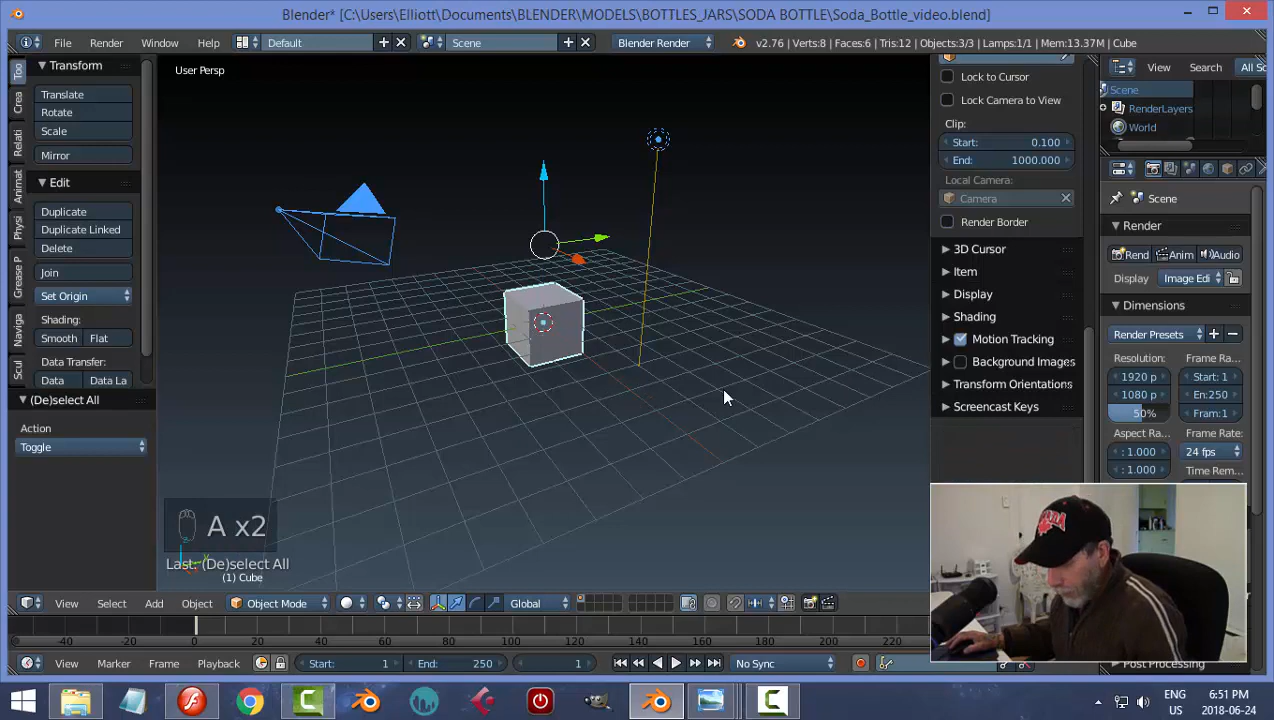 Blender* [C:\Users\Elliott\Documents\BLENDER\MODELS\BOTTLES_JARS\SODA BOTTLE\Soda_Bottle_video.blend]
File Render Window Help Default Scene Blender Render v2.76 | Verts:8 | Faces:6 | Tris:12 | Objects:3/3 | Lamps:1/1 | Mem:13.37M | Cube
Too
Crea
Relati
Animat
Physi
Grease P
Naviga
Scul
Transform
Translate
Rotate
Scale
Mirror
Edit
Duplicate
Duplicate Linked
Delete
Join
Set Origin
Shading:
Smooth Flat
Data Transfer:
Data Data La
(De)select All
Action
Toggle
User Persp
A x2
Last: (De)select All
(1) Cube
Lock to Cursor
Lock Camera to View
Clip:
Start: 0.100
End: 1000.000
Local Camera:
Camera
Render Border
3D Cursor
Item
Display
Shading
Motion Tracking
Background Images
Transform Orientations
Screencast Keys
View Search All Sc
Scene
RenderLayers
World
Scene
Render
Rend Anim Audio
Display Image Edi
Dimensions
Render Presets
Resolution: Frame Ra
1920 p Start: 1
1080 p En:250
50% Fram:1
Aspect Ra... Frame Rate:
: 1.000 24 fps
: 1.000 Time Rem...
Post Processing
View Select Add Object Object Mode Global
-40 -20 0 20 40 60 80 100 120 140 160 180 200 220
View Marker Frame Playback Start: 1 End: 250 1 No Sync
ENG
US
6:51 PM
2018-06-24